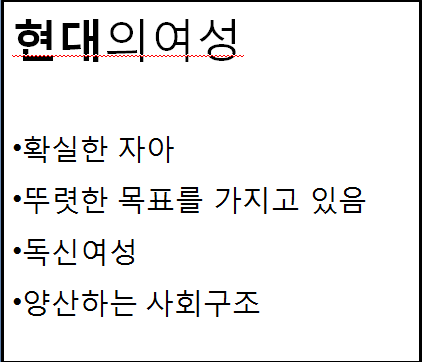 현대의여성
•확실한 자아
•뚜렷한 목표를 가지고 있음
•독신여성
•양산하는 사회구조